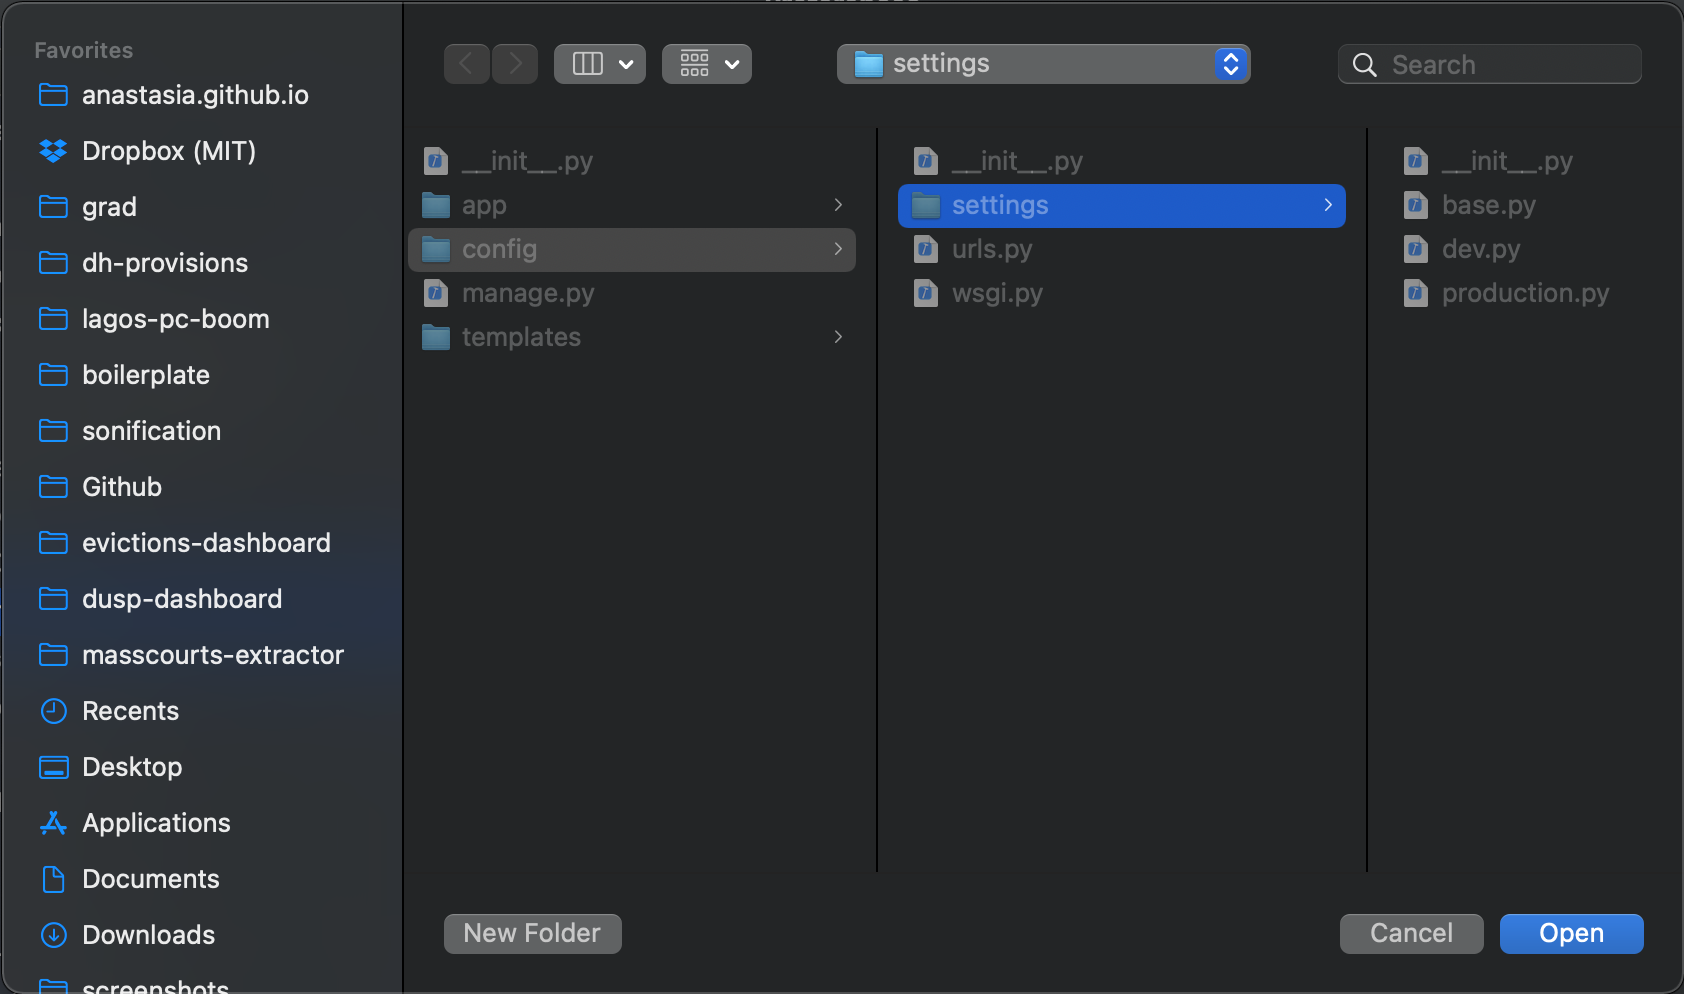 Favorites
anastasia.github.io
Dropbox (MIT)
grad
dh-provisions
lagos-pc-boom
boilerplate
sonification
Github
evictions-dashboard
dusp-dashboard
masscourts-extractor
Recents
Desktop
Applications
Documents
Downloads
screenshots
settings
Search
__init__.py
app
config
manage.py
templates
__init__.py
settings
urls.py
wsgi.py
__init__.py
base.py
dev.py
production.py
New Folder
Cancel
Open